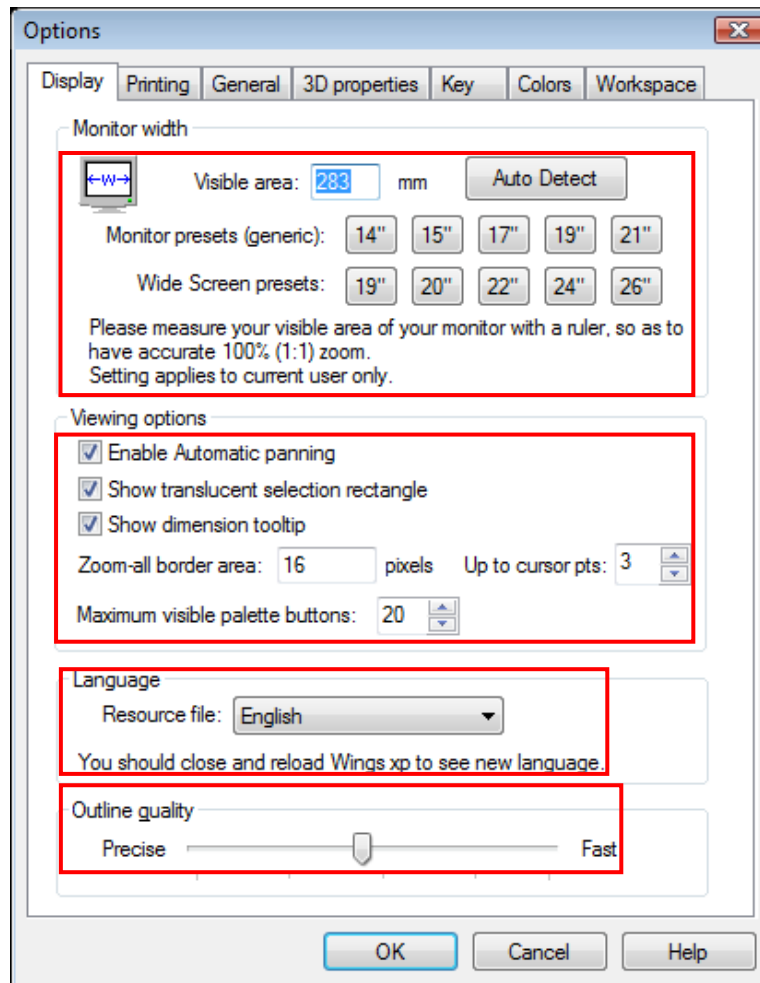 Options
Display Printing General 3D properties Key Colors Workspace
Monitor width
←W→ Visible area: 283 mm Auto Detect
Monitor presets (generic): 14" 15" 17" 19" 21"
Wide Screen presets: 19" 20" 22" 24" 26"
Please measure your visible area of your monitor with a ruler, so as to
have accurate 100% (1:1) zoom.
Setting applies to current user only.
Viewing options
Enable Automatic panning
Show translucent selection rectangle
Show dimension tooltip
Zoom-all border area: 16 pixels Up to cursor pts: 3
Maximum visible palette buttons: 20
Language
Resource file: English
You should close and reload Wings xp to see new language.
Outline quality
Precise Fast
OK Cancel Help